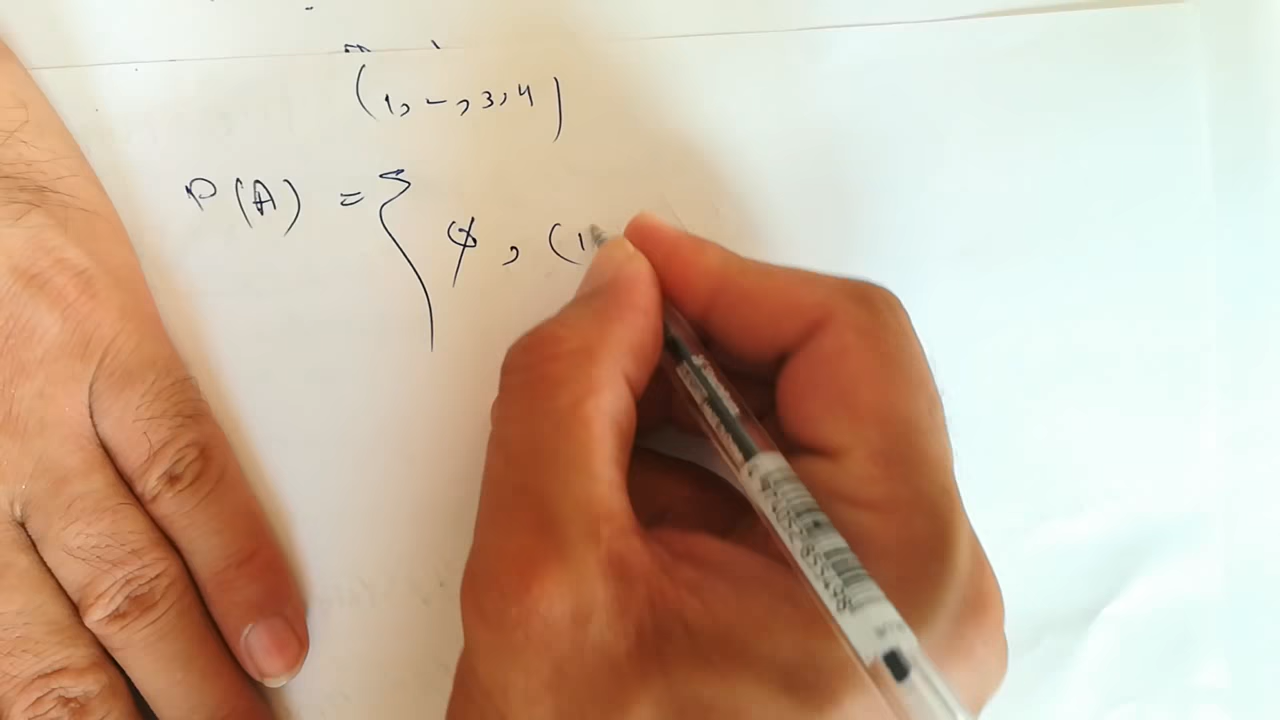 (1, 2, 3, 4)
P(A) = {
φ, (1